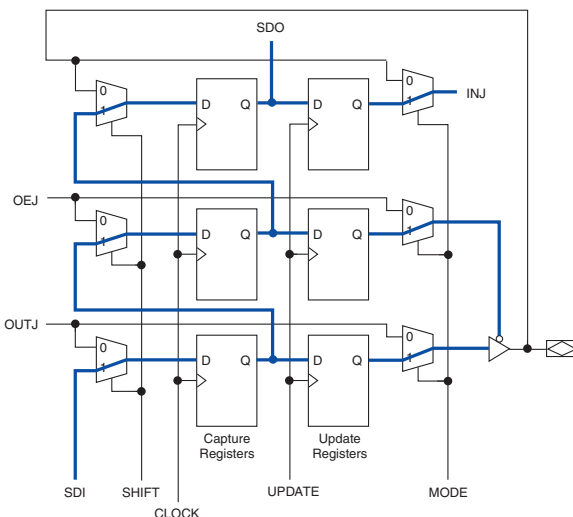 SDO
0
1
D Q
D Q
0
1
INJ
OEJ
0
1
D Q
D Q
0
1
OUTJ
0
1
D Q
D Q
0
1
Capture
Registers
Update
Registers
SDI
SHIFT
CLOCK
UPDATE
MODE